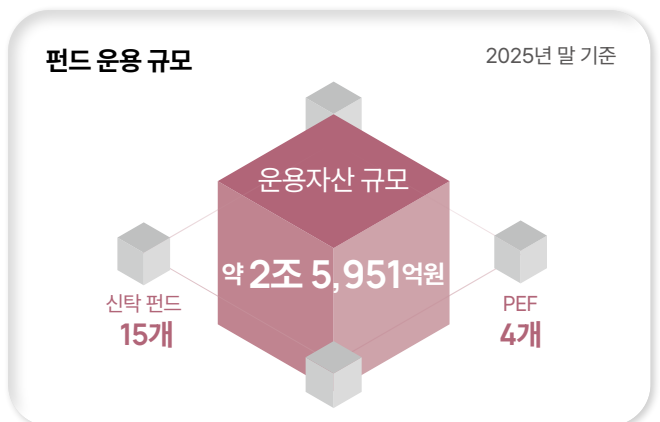 펀드 운용 규모
2025년 말 기준
운용자산 규모
약 2조 5,951억원
신탁 펀드
15개
PEF
4개